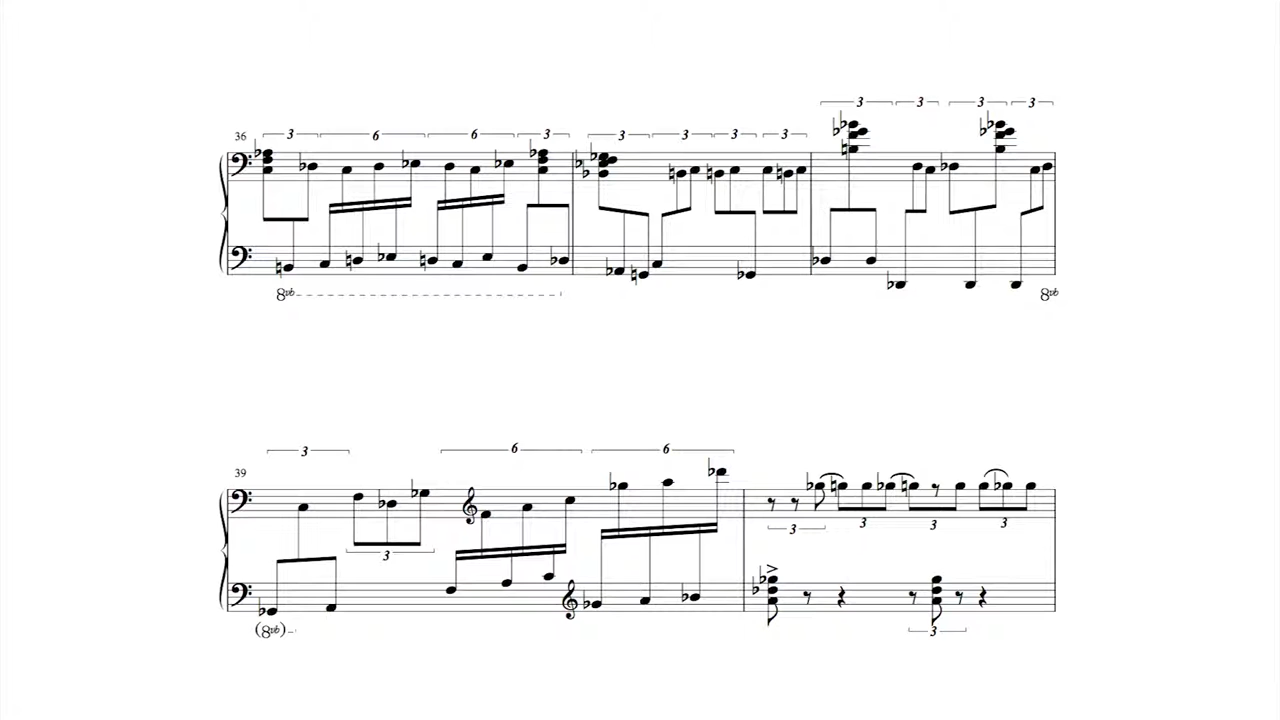 3 3 3 3
36 3 6 6 3 3 3 3 3
8vb 8vb
3 6 6
39
3 3 3 3 3
(8vb) 3